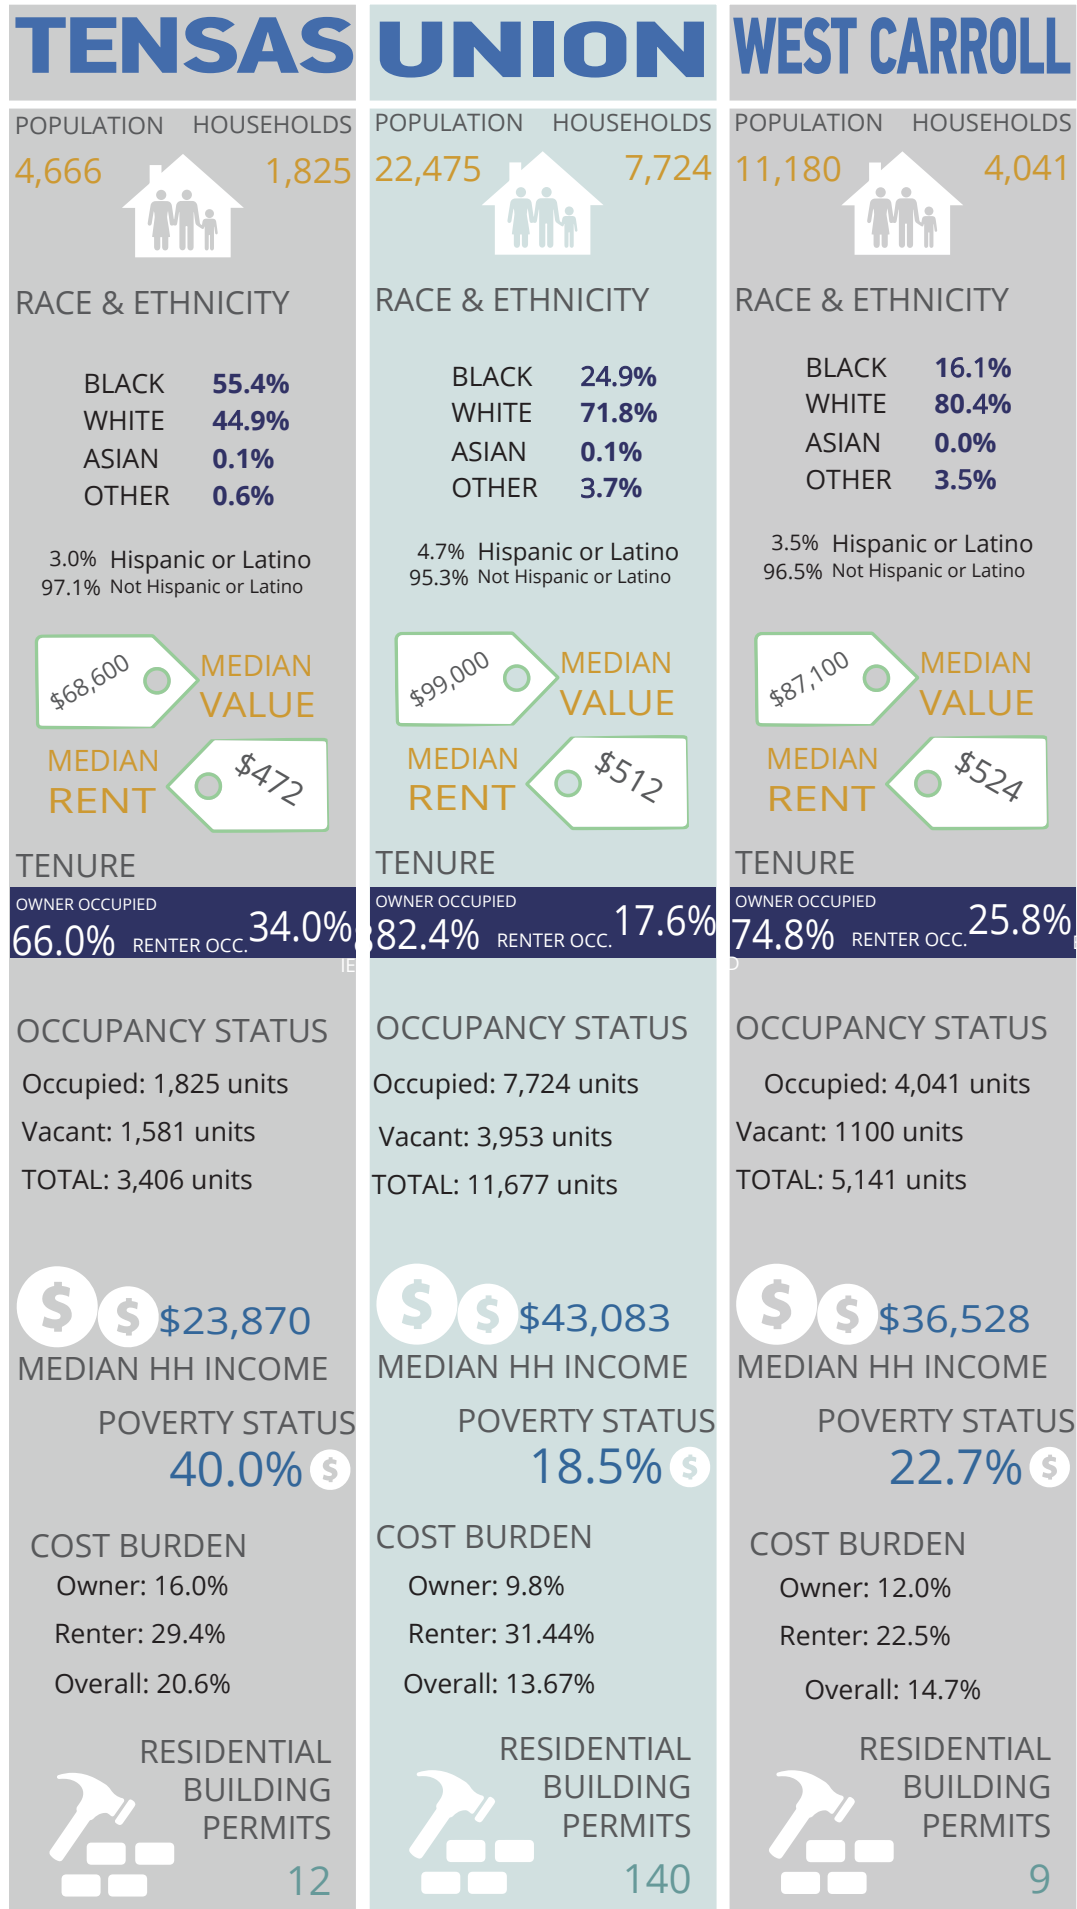 TENSAS
POPULATION HOUSEHOLDS
4,666 1,825
RACE & ETHNICITY
BLACK 55.4%
WHITE 44.9%
ASIAN 0.1%
OTHER 0.6%
3.0% Hispanic or Latino
97.1% Not Hispanic or Latino
$68,600
MEDIAN
VALUE
MEDIAN
RENT
$472
TENURE
OWNER OCCUPIED
66.0% RENTER OCC. 34.0%
IE
OCCUPANCY STATUS
Occupied: 1,825 units
Vacant: 1,581 units
TOTAL: 3,406 units
$ $ $23,870
MEDIAN HH INCOME
POVERTY STATUS
40.0% $
COST BURDEN
Owner: 16.0%
Renter: 29.4%
Overall: 20.6%
RESIDENTIAL
BUILDING
PERMITS
12
UNION
POPULATION HOUSEHOLDS
22,475 7,724
RACE & ETHNICITY
BLACK 24.9%
WHITE 71.8%
ASIAN 0.1%
OTHER 3.7%
4.7% Hispanic or Latino
95.3% Not Hispanic or Latino
$99,000
MEDIAN
VALUE
MEDIAN
RENT
$512
TENURE
OWNER OCCUPIED
82.4% RENTER OCC. 17.6%
OCCUPANCY STATUS
Occupied: 7,724 units
Vacant: 3,953 units
TOTAL: 11,677 units
$ $ $43,083
MEDIAN HH INCOME
POVERTY STATUS
18.5% $
COST BURDEN
Owner: 9.8%
Renter: 31.44%
Overall: 13.67%
RESIDENTIAL
BUILDING
PERMITS
140
WEST CARROLL
POPULATION HOUSEHOLDS
11,180 4,041
RACE & ETHNICITY
BLACK 16.1%
WHITE 80.4%
ASIAN 0.0%
OTHER 3.5%
3.5% Hispanic or Latino
96.5% Not Hispanic or Latino
$87,100
MEDIAN
VALUE
MEDIAN
RENT
$524
TENURE
OWNER OCCUPIED
74.8% RENTER OCC. 25.8%
D
OCCUPANCY STATUS
Occupied: 4,041 units
Vacant: 1100 units
TOTAL: 5,141 units
$ $ $36,528
MEDIAN HH INCOME
POVERTY STATUS
22.7% $
COST BURDEN
Owner: 12.0%
Renter: 22.5%
Overall: 14.7%
RESIDENTIAL
BUILDING
PERMITS
9